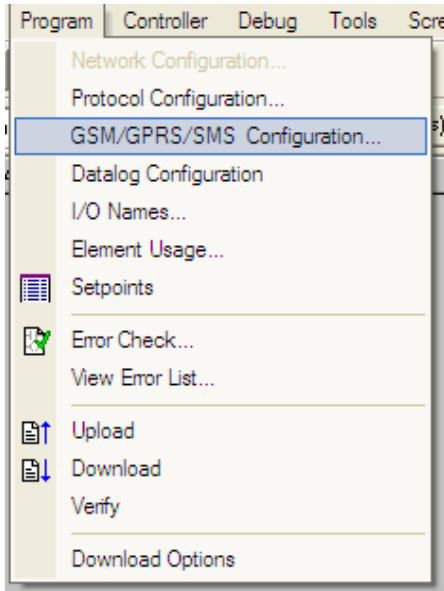 Program Controller Debug Tools Scre
Network Configuration...
Protocol Configuration...
GSM/GPRS/SMS Configuration...
s)
Datalog Configuration
I/O Names...
Element Usage...
Setpoints
Error Check...
View Error List...
Upload
Download
Verify
Download Options